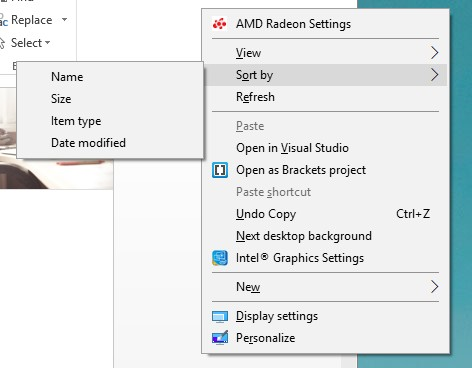 Replace
Select
Name
Size
Item type
Date modified
AMD Radeon Settings
View
Sort by
Refresh
Paste
Open in Visual Studio
Open as Brackets project
Paste shortcut
Undo Copy Ctrl+Z
Next desktop background
Intel® Graphics Settings
New
Display settings
Personalize